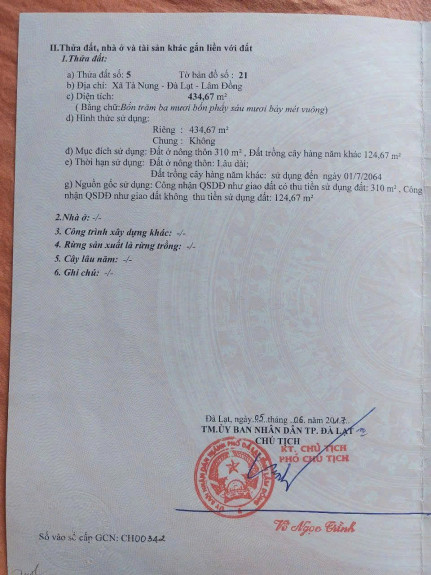 II.Thửa đất, nhà ở và tài sản khác gắn liền với đất
1.Thửa đất:
a) Thửa đất số: 5 Tờ bản đồ số : 21
b) Địa chỉ: Xã Tà Nung - Đà Lạt - Lâm Đồng
c) Diện tích: 434,67 m²
( Bằng chữ:Bốn trăm ba mươi bốn phẩy sáu mươi bảy mét vuông)
d) Hình thức sử dụng:
Riêng : 434,67 m²
Chung : Không
đ) Mục đích sử dụng: Đất ở nông thôn 310 m² , Đất trồng cây hàng năm khác 124,67 m²
e) Thời hạn sử dụng: Đất ở nông thôn: Lâu dài;
Đất trồng cây hàng năm khác: sử dụng đến ngày 01/7/2064
g) Nguồn gốc sử dụng: Công nhận QSDĐ như giao đất có thu tiền sử dụng đất: 310 m² , Công
nhận QSDĐ như giao đất không thu tiền sử dụng đất: 124,67 m²
2.Nhà ở: -/-
3. Công trình xây dựng khác: -/-
4. Rừng sản xuất là rừng trồng: -/-
5. Cây lâu năm: -/-
6. Ghi chú: -/-
Đà Lạt, ngày 05 tháng 06 năm 2017
TM.ỦY BAN NHÂN DÂN TP. ĐÀ LẠT
CHỦ TỊCH
KT. CHỦ TỊCH
PHÓ CHỦ TỊCH
Võ Ngọc Trình
Số vào sổ cấp GCN: CH00342